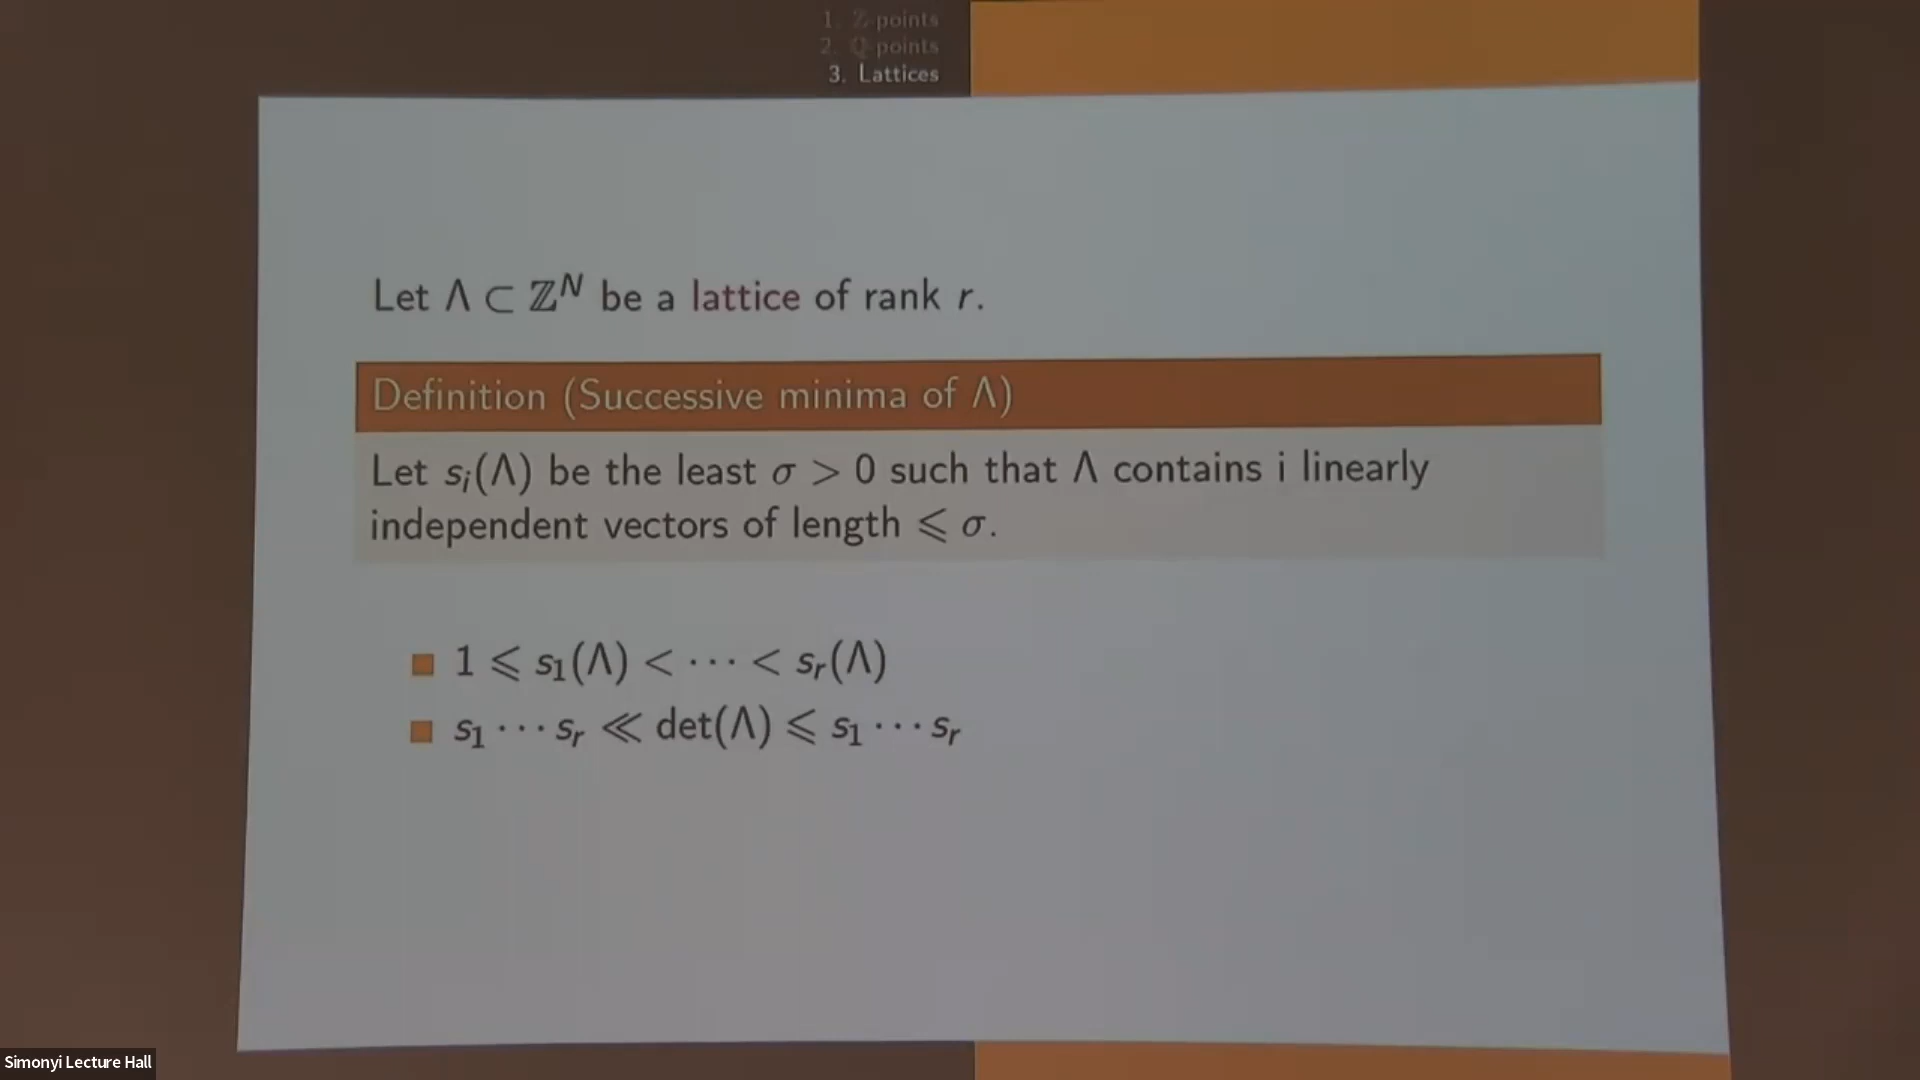 1. ℤ-points
2. ℚ-points
3. Lattices
Let Λ ⊂ ℤ^N be a lattice of rank r.
Definition (Successive minima of Λ)
Let s_i(Λ) be the least σ > 0 such that Λ contains i linearly
independent vectors of length ⩽ σ.
1 ⩽ s_1(Λ) < ··· < s_r(Λ)
s_1 ··· s_r ≪ det(Λ) ⩽ s_1 ··· s_r
Simonyi Lecture Hall